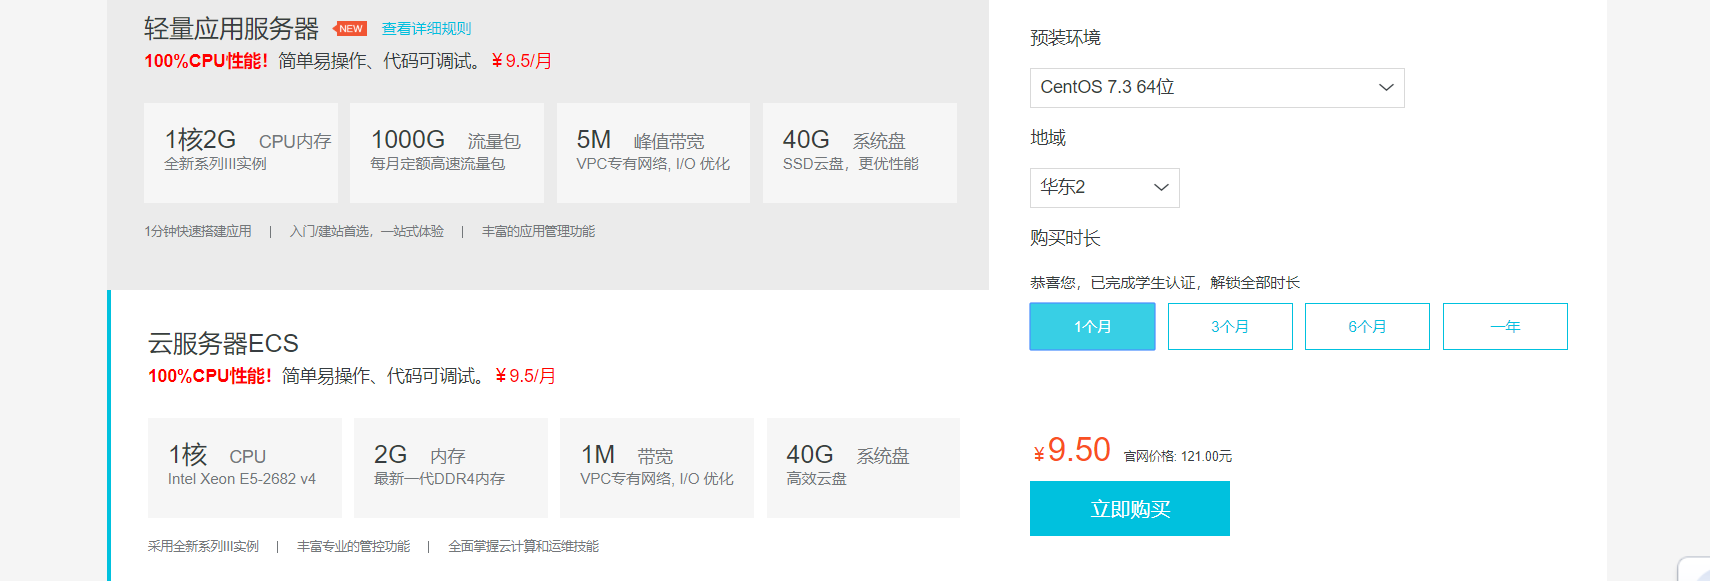 轻量应用服务器 NEW 查看详细规则
100%CPU性能！简单易操作、代码可调试。 ¥ 9.5/月
1核2G CPU内存
全新系列III实例
1000G 流量包
每月定额高速流量包
5M 峰值带宽
VPC专有网络, I/O 优化
40G 系统盘
SSD云盘，更优性能
1分钟快速搭建应用 | 入门/建站首选，一站式体验 | 丰富的应用管理功能
云服务器ECS
100%CPU性能！简单易操作、代码可调试。 ¥ 9.5/月
1核 CPU
Intel Xeon E5-2682 v4
2G 内存
最新一代DDR4内存
1M 带宽
VPC专有网络, I/O 优化
40G 系统盘
高效云盘
采用全新系列III实例 | 丰富专业的管控功能 | 全面掌握云计算和运维技能
预装环境
CentOS 7.3 64位
地域
华东2
购买时长
恭喜您，已完成学生认证，解锁全部时长
1个月 3个月 6个月 一年
¥ 9.50 官网价格: 121.00元
立即购买